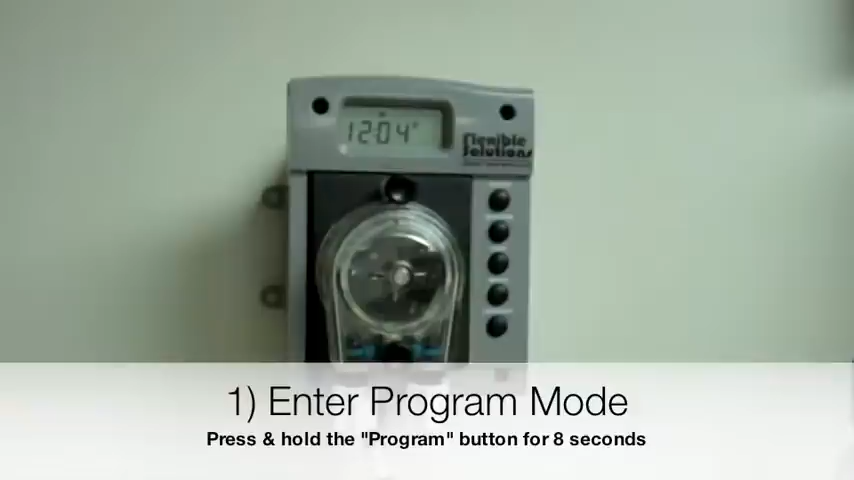 12:04
Flexible
Solutions
1) Enter Program Mode
Press & hold the "Program" button for 8 seconds